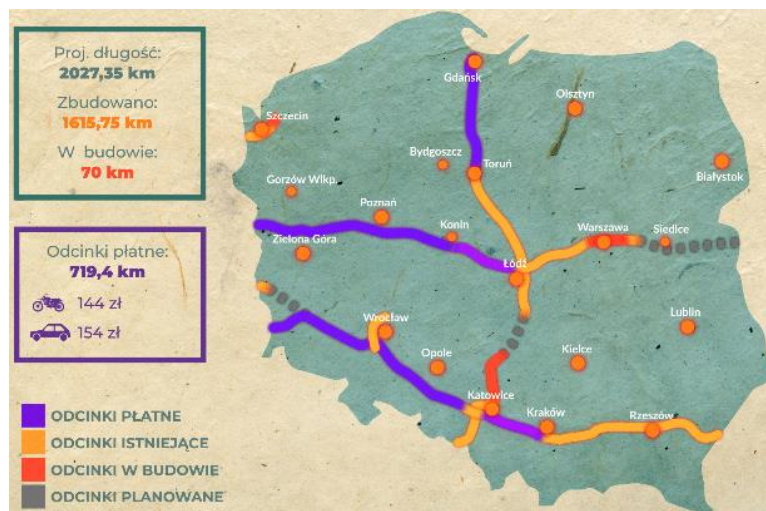 Proj. długość:
2027,35 km
Zbudowano:
1615,75 km
W budowie:
70 km
Odcinki płatne:
719,4 km
144 zł
154 zł
ODCINKI PŁATNE
ODCINKI ISTNIEJĄCE
ODCINKI W BUDOWIE
ODCINKI PLANOWANE
Gdańsk
Olsztyn
Szczecin
Bydgoszcz
Toruń
Białystok
Gorzów Wlkp.
Poznań
Konin
Warszawa
Siedlce
Zielona Góra
Łódź
Wrocław
Lublin
Opole
Kielce
Katowice
Kraków
Rzeszów